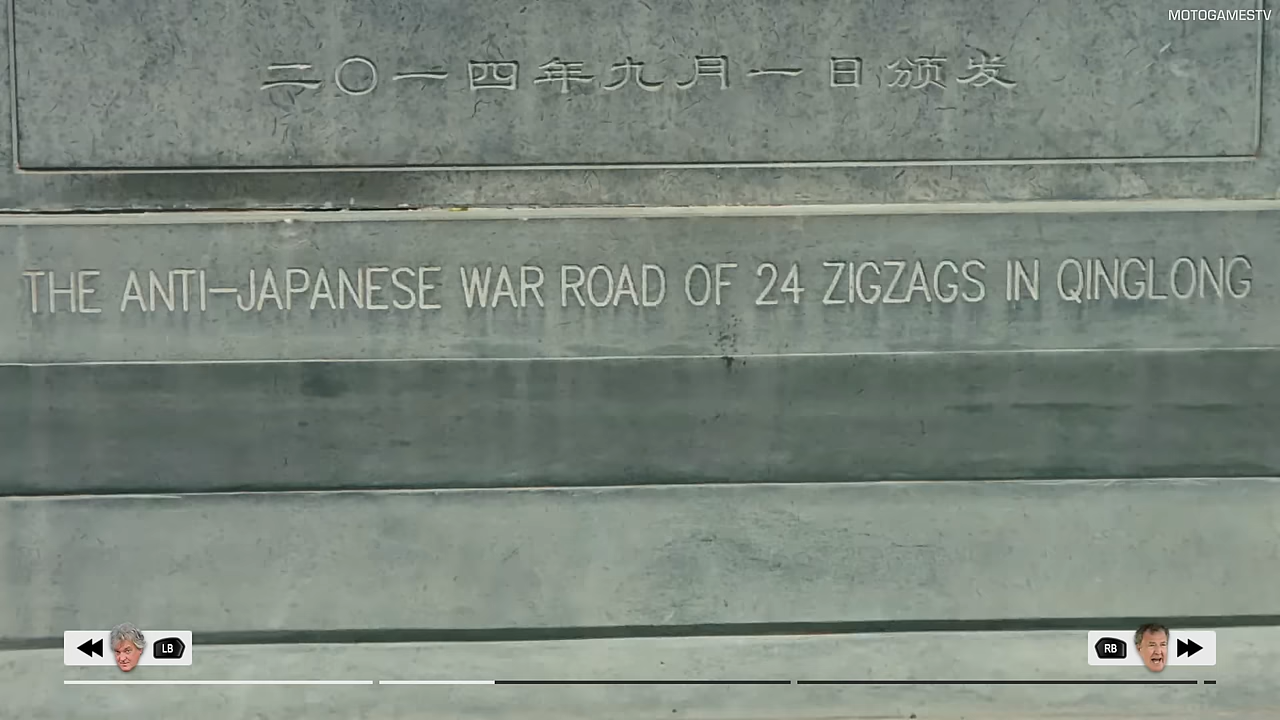 MOTOGAMESTV
二〇一四年九月一日颁发
THE ANTI-JAPANESE WAR ROAD OF 24 ZIGZAGS IN QINGLONG
LB
RB